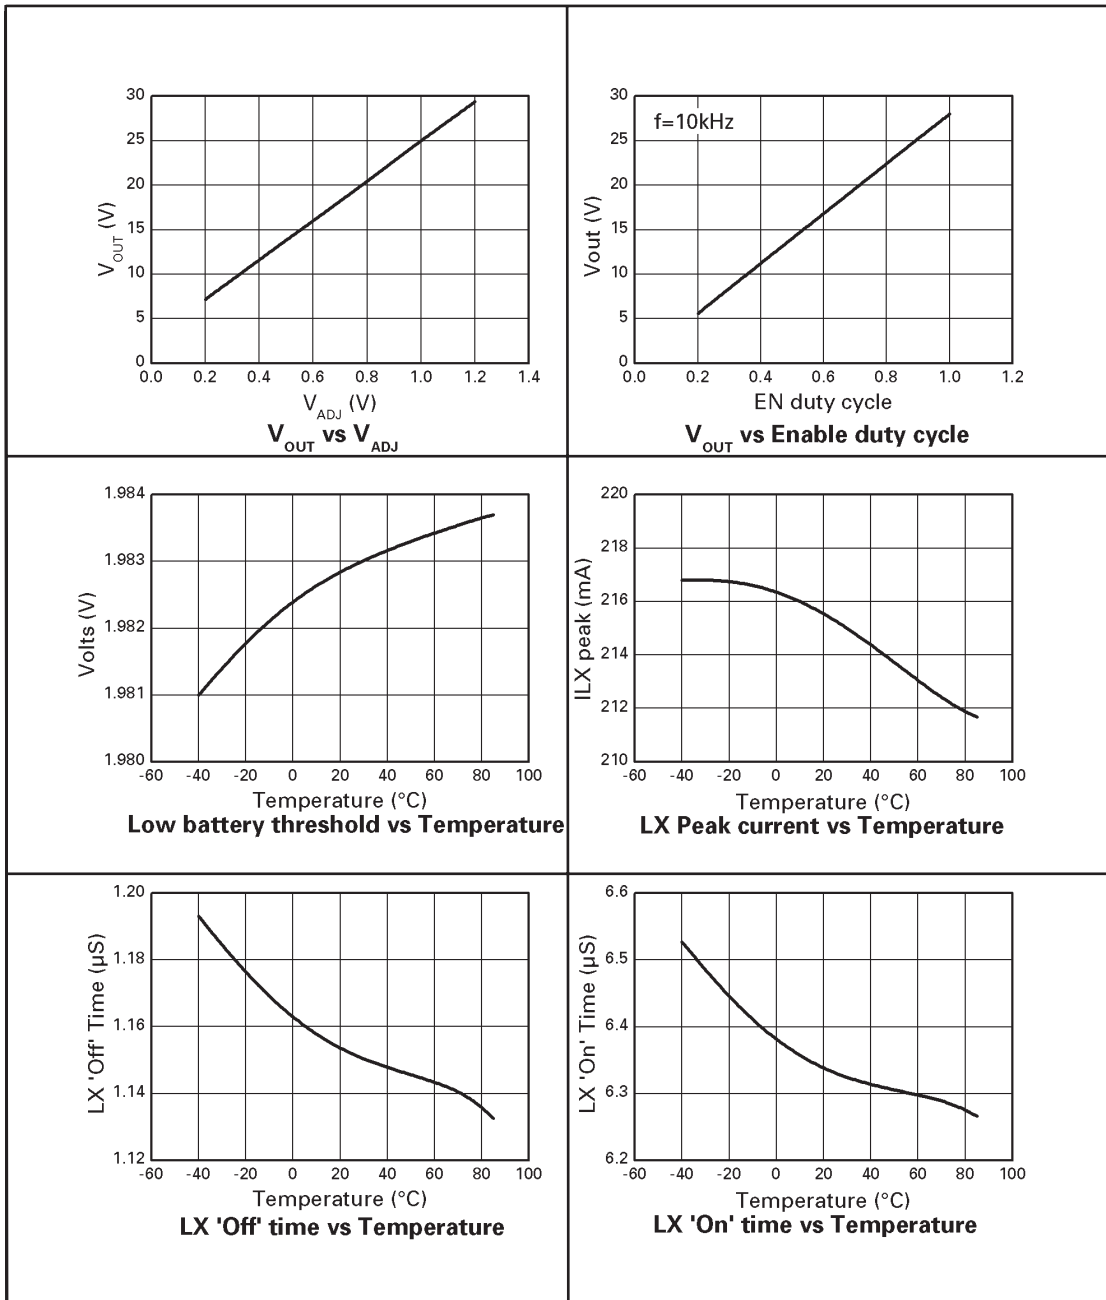 30
25
20
15
10
5
0
V_OUT (V)
0.0 0.2 0.4 0.6 0.8 1.0 1.2 1.4
V_ADJ (V)
V_OUT vs V_ADJ
f=10kHz
30
25
20
15
10
5
0
Vout (V)
0.0 0.2 0.4 0.6 0.8 1.0 1.2
EN duty cycle
V_OUT vs Enable duty cycle
1.984
1.983
1.982
1.981
1.980
Volts (V)
-60 -40 -20 0 20 40 60 80 100
Temperature (°C)
Low battery threshold vs Temperature
220
218
216
214
212
210
ILX peak (mA)
-60 -40 -20 0 20 40 60 80 100
Temperature (°C)
LX Peak current vs Temperature
1.20
1.18
1.16
1.14
1.12
LX 'Off' Time (µS)
-60 -40 -20 0 20 40 60 80 100
Temperature (°C)
LX 'Off' time vs Temperature
6.6
6.5
6.4
6.3
6.2
LX 'On' Time (µS)
-60 -40 -20 0 20 40 60 80 100
Temperature (°C)
LX 'On' time vs Temperature